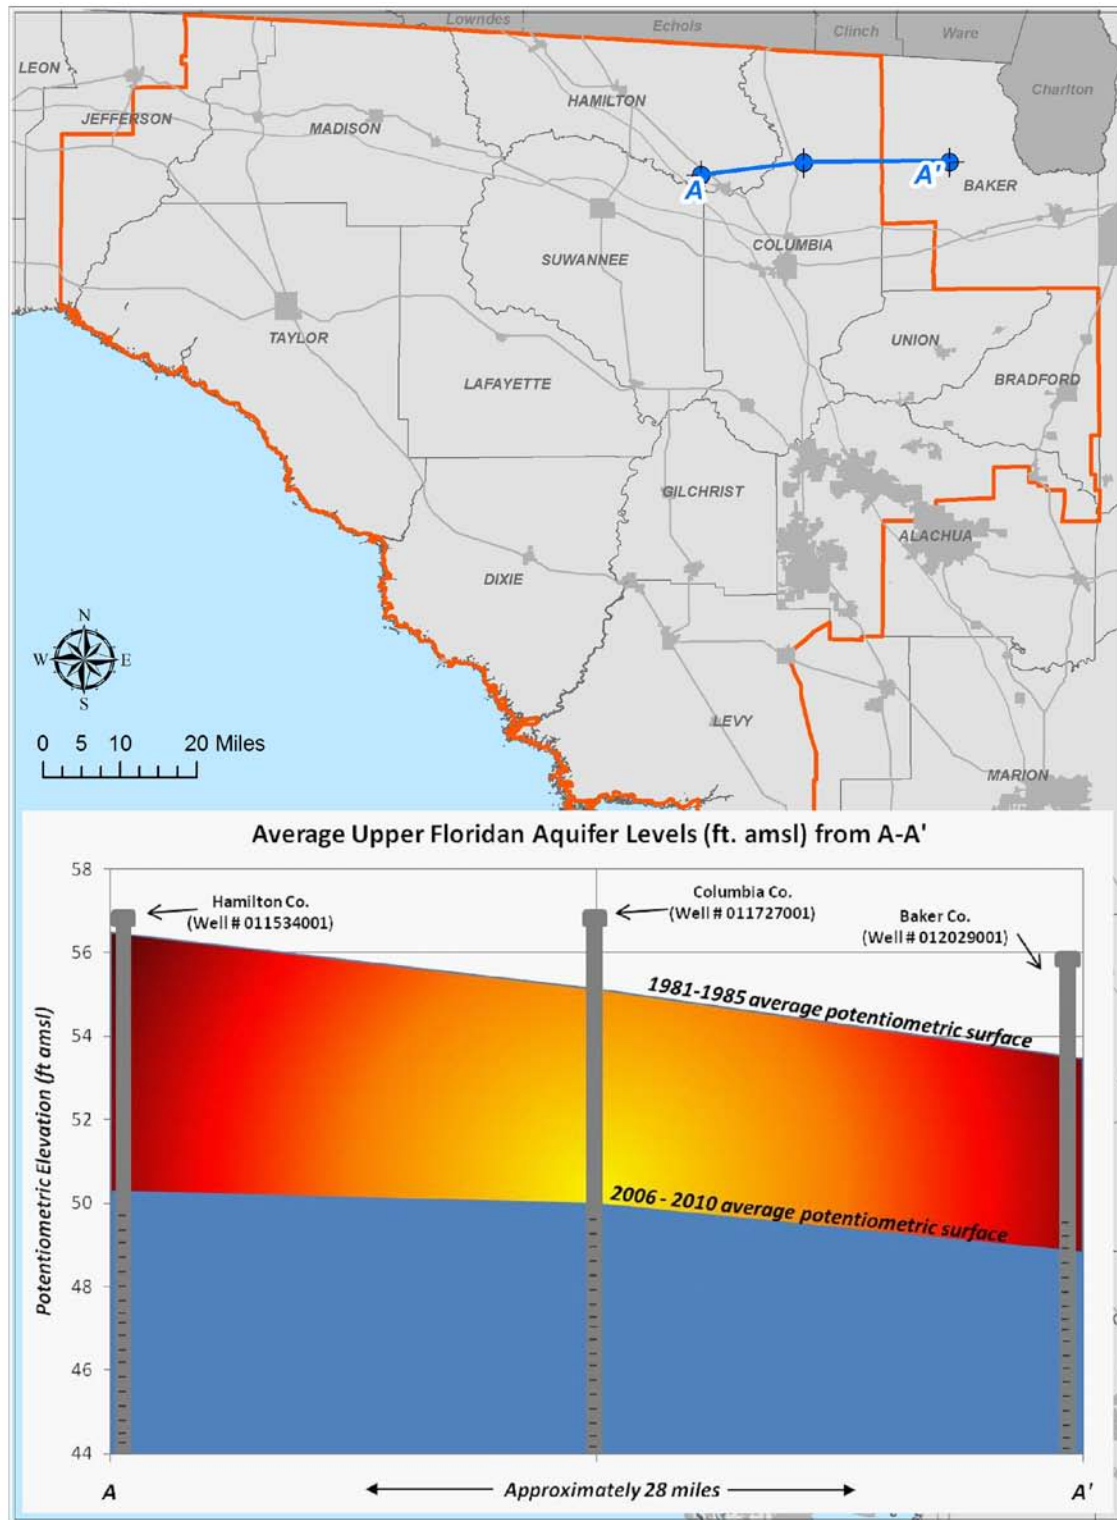 Lowndes
Echols
Clinch
Ware
LEON
Charlton
HAMILTON
JEFFERSON
MADISON
A
A'
BAKER
COLUMBIA
SUWANNEE
TAYLOR
UNION
LAFAYETTE
BRADFORD
GILCHRIST
ALACHUA
DIXIE
N
W E
S
LEVY
0 5 10 20 Miles
MARION
Average Upper Floridan Aquifer Levels (ft. amsl) from A-A'
58
Hamilton Co.
(Well # 011534001)
Columbia Co.
(Well # 011727001)
Baker Co.
(Well # 012029001)
56
1981-1985 average potentiometric surface
54
Potentiometric Elevation (ft amsl)
52
50
2006 - 2010 average potentiometric surface
48
46
44
A
Approximately 28 miles
A'